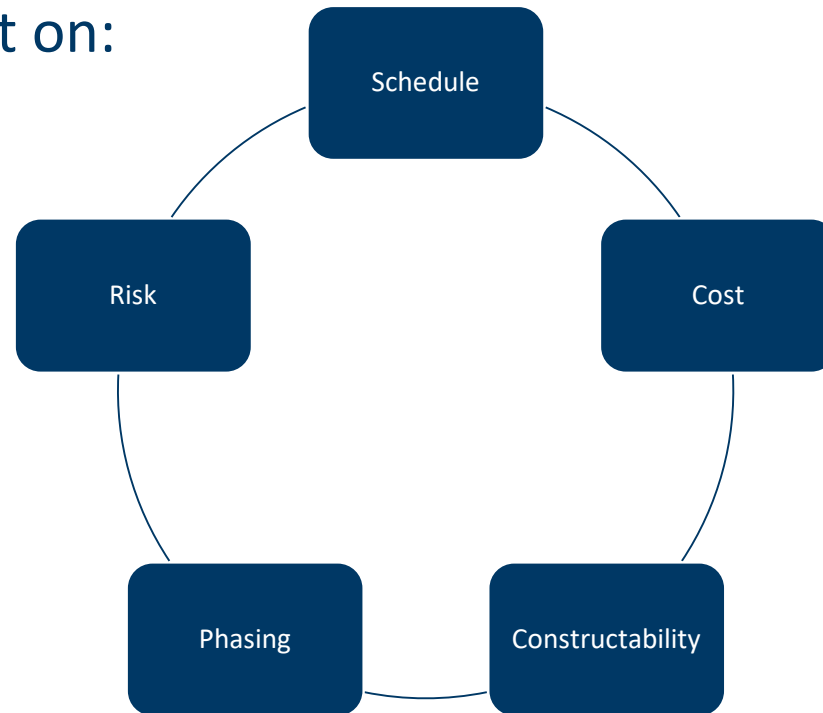 t on:
Schedule
Risk
Cost
Phasing
Constructability